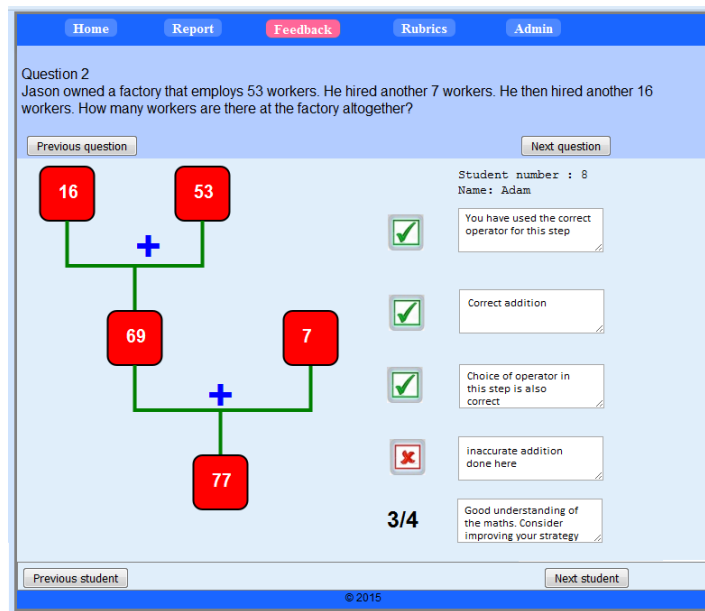 Home Report Feedback Rubrics Admin
Question 2
Jason owned a factory that employs 53 workers. He hired another 7 workers. He then hired another 16
workers. How many workers are there at the factory altogether?
Previous question Next question
Student number : 8
Name: Adam
16 53
+
You have used the correct
operator for this step
69 7
Correct addition
+
Choice of operator in
this step is also
correct
77
inaccurate addition
done here
3/4
Good understanding of
the maths. Consider
improving your strategy
Previous student Next student
© 2015